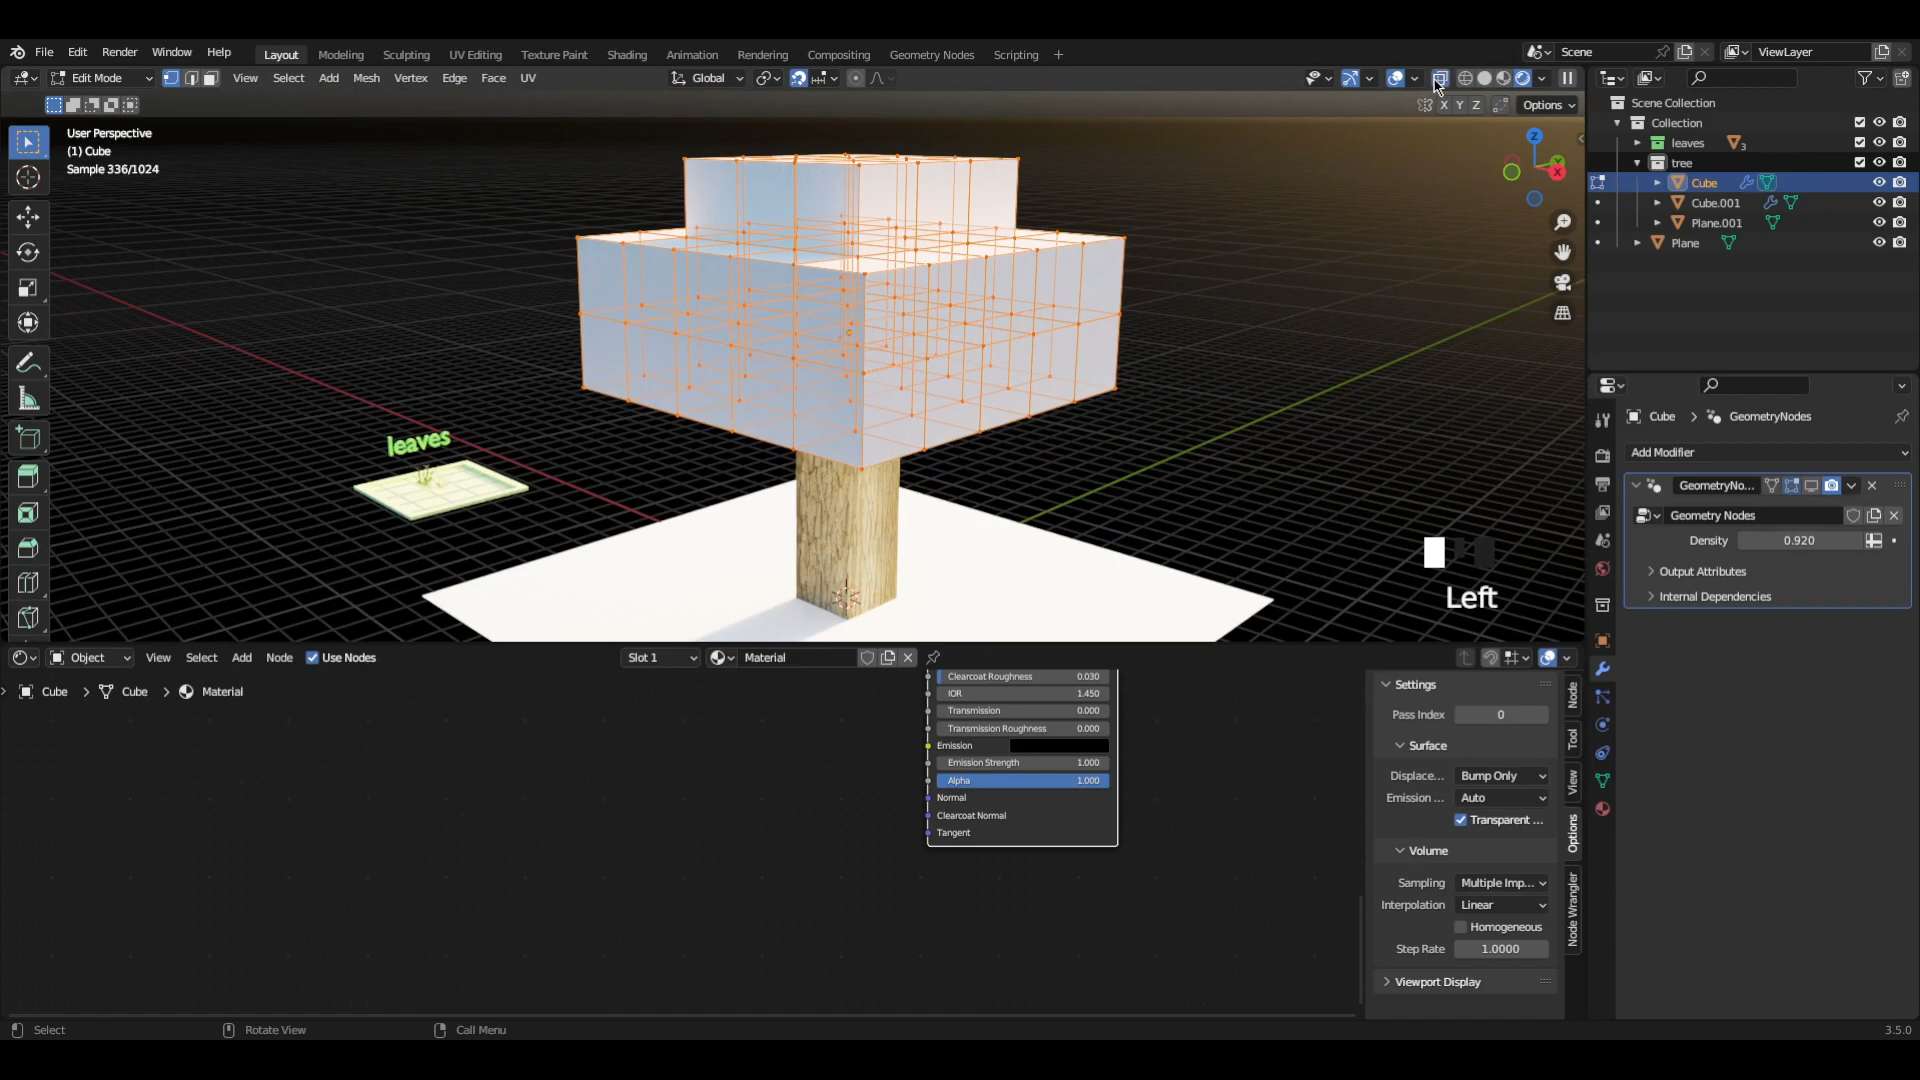 File Edit Render Window Help Layout Modeling Sculpting UV Editing Texture Paint Shading Animation Rendering Compositing Geometry Nodes Scripting + Scene ViewLayer
Edit Mode View Select Add Mesh Vertex Edge Face UV Global
X Y Z Options
User Perspective
(1) Cube
Sample 336/1024
Z
X
leaves
Left
Scene Collection
Collection
leaves 3
tree
Cube
Cube.001
Plane.001
Plane
Cube GeometryNodes
Add Modifier
GeometryNo...
Geometry Nodes
Density 0.920
Output Attributes
Internal Dependencies
Object View Select Add Node Use Nodes Slot 1 Material
Cube Cube Material
Clearcoat Roughness 0.030
IOR 1.450
Transmission 0.000
Transmission Roughness 0.000
Emission
Emission Strength 1.000
Alpha 1.000
Normal
Clearcoat Normal
Tangent
Settings
Pass Index 0
Surface
Displace... Bump Only
Emission ... Auto
Transparent ...
Volume
Sampling Multiple Imp...
Interpolation Linear
Homogeneous
Step Rate 1.0000
Viewport Display
Node
Tool
View
Options
Node Wrangler
Select Rotate View Call Menu 3.5.0